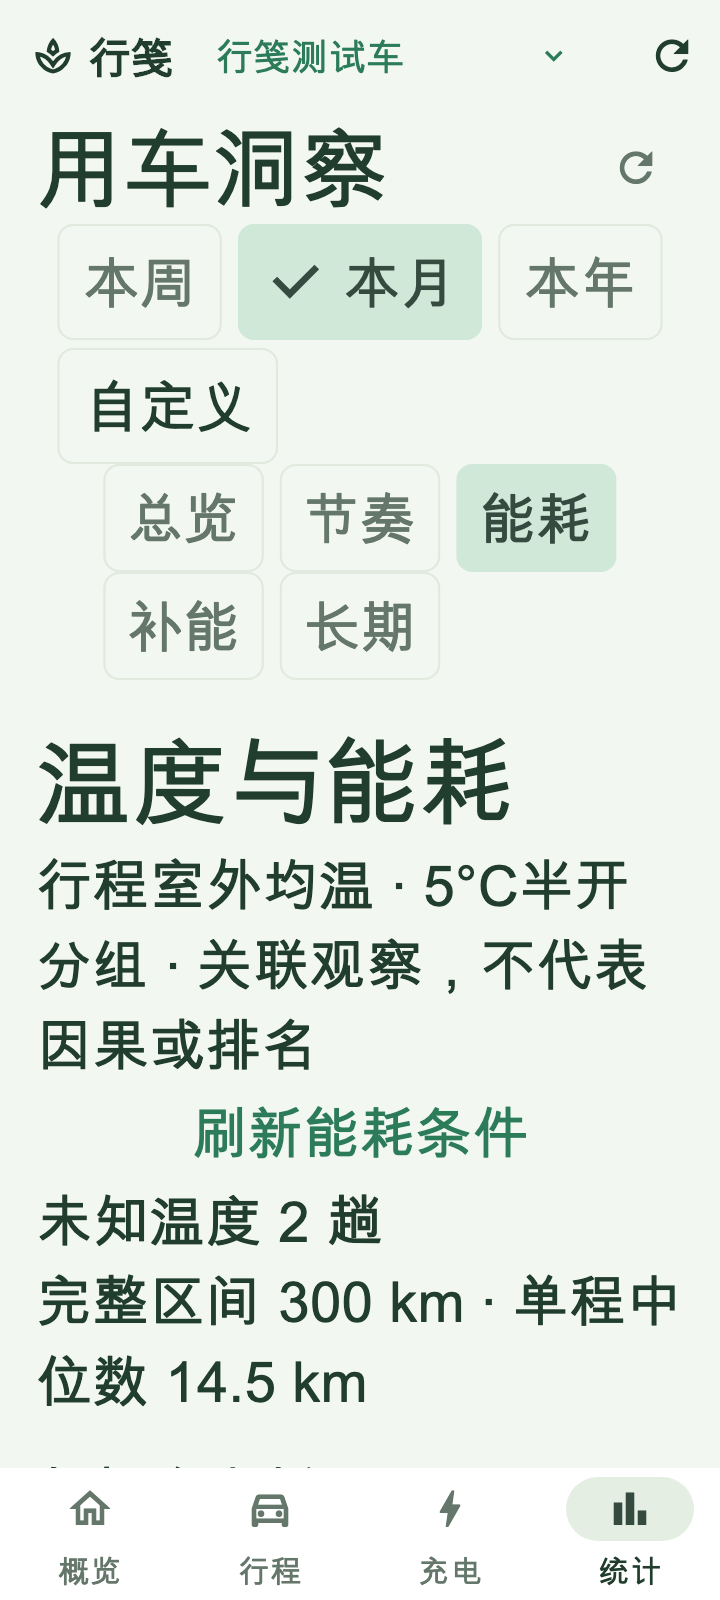 行笺 行笺测试车
用车洞察
本周 本月 本年
自定义
总览 节奏 能耗
补能 长期
温度与能耗
行程室外均温 · 5°C半开
分组 · 关联观察，不代表
因果或排名
刷新能耗条件
未知温度 2 趟
完整区间 300 km · 单程中
位数 14.5 km
概览 行程 充电 统计